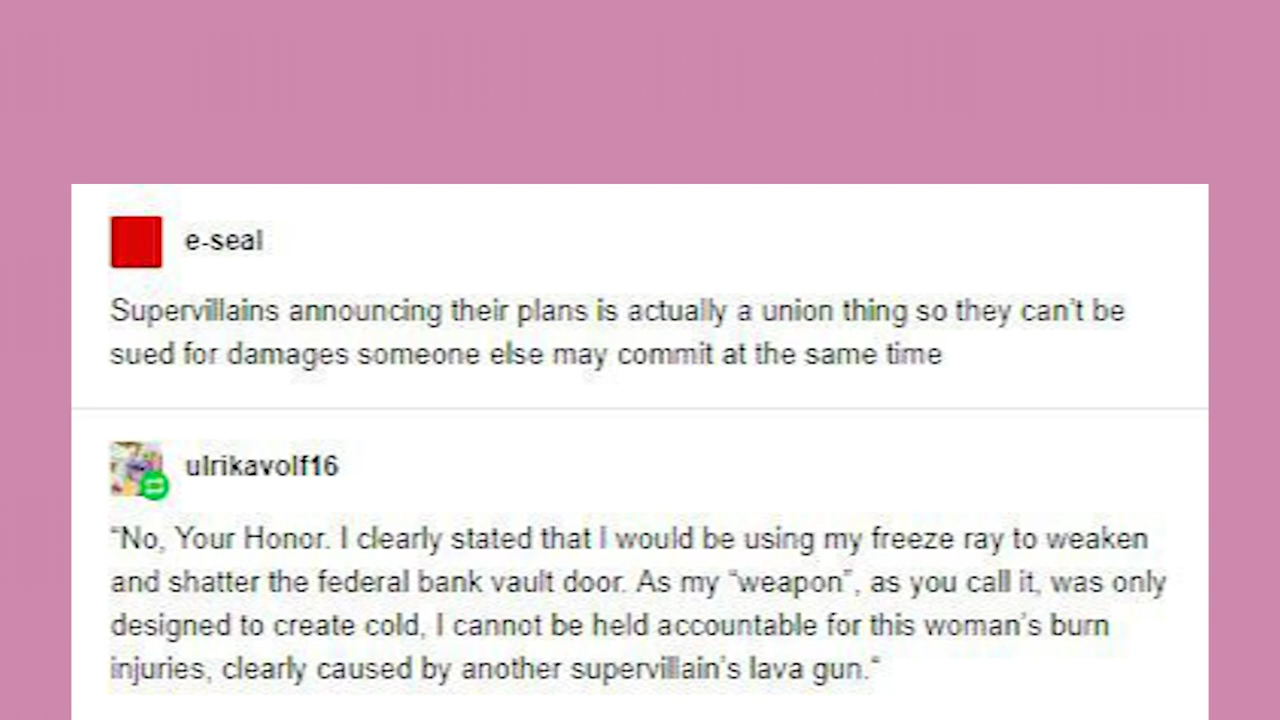 e-seal
Supervillains announcing their plans is actually a union thing so they can't be
sued for damages someone else may commit at the same time
ulrikavolf16
“No, Your Honor. I clearly stated that I would be using my freeze ray to weaken
and shatter the federal bank vault door. As my “weapon”, as you call it, was only
designed to create cold, I cannot be held accountable for this woman's burn
injuries, clearly caused by another supervillain's lava gun.“